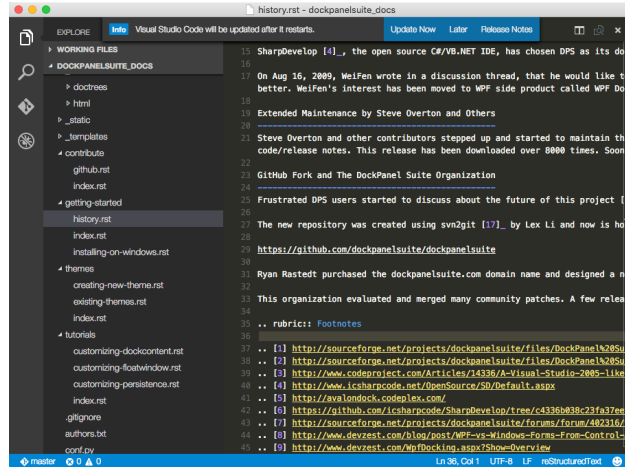 history.rst - dockpanelsuite_docs
EXPLORE
Info Visual Studio Code will be updated after it restarts.
Update Now Later Release Notes
WORKING FILES
DOCKPANELSUITE_DOCS
doctrees
html
_static
_templates
contribute
github.rst
index.rst
getting-started
history.rst
index.rst
installing-on-windows.rst
themes
creating-new-theme.rst
existing-themes.rst
index.rst
tutorials
customizing-dockcontent.rst
customizing-floatwindow.rst
customizing-persistence.rst
index.rst
.gitignore
authors.txt
conf.py
15 SharpDevelop [4]_, the open source C#/VB.NET IDE, has chosen DPS as its do
16
17 On Aug 16, 2009, WeiFen wrote in a discussion thread, that he would like t
better. WeiFen's interest has been moved to WPF side product called WPF Do
18
19 Extended Maintenance by Steve Overton and Others
20 ------------------------------------------------
21 Steve Overton and other contributors stepped up and started to maintain th
code/release notes. This release has been downloaded over 8000 times. Soon
22
23 GitHub Fork and The DockPanel Suite Organization
24 ------------------------------------------------
25 Frustrated DPS users started to discuss about the future of this project [
26
27 The new repository was created using svn2git [17]_ by Lex Li and now is ho
28
29 https://github.com/dockpanelsuite/dockpanelsuite
30
31 Ryan Rastedt purchased the dockpanelsuite.com domain name and designed a n
32
33 This organization evaluated and merged many community patches. A few relea
34
35 .. rubric:: Footnotes
36
37 .. [1] http://sourceforge.net/projects/dockpanelsuite/files/DockPanel%20Su
38 .. [2] http://sourceforge.net/projects/dockpanelsuite/files/DockPanel%20Su
39 .. [3] http://www.codeproject.com/Articles/14336/A-Visual-Studio-2005-like
40 .. [4] http://www.icsharpcode.net/OpenSource/SD/Default.aspx
41 .. [5] http://avalondock.codeplex.com/
42 .. [6] https://github.com/icsharpcode/SharpDevelop/tree/c4336b038c23fa37ee
43 .. [7] http://sourceforge.net/projects/dockpanelsuite/forums/forum/402316/
44 .. [8] http://www.devzest.com/blog/post/WPF-vs-Windows-Forms-From-Control-
45 .. [9] http://www.devzest.com/WpfDocking.aspx?Show=Overview
master 0 0
Ln 36, Col 1 UTF-8 LF reStructuredText